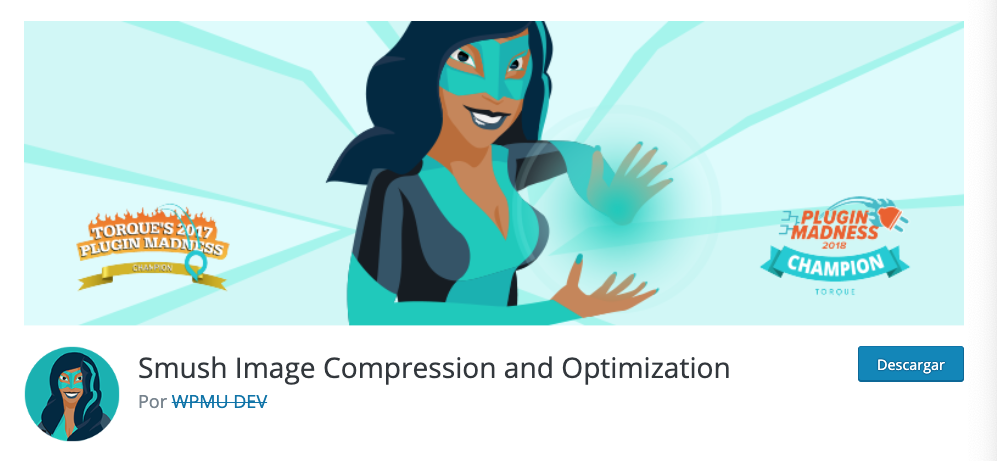 TORQUE'S 2017
PLUGIN MADNESS
CHAMPION
PLUGIN
MADNESS
2018
CHAMPION
TORQUE
Smush Image Compression and Optimization
Descargar
Por WPMU DEV